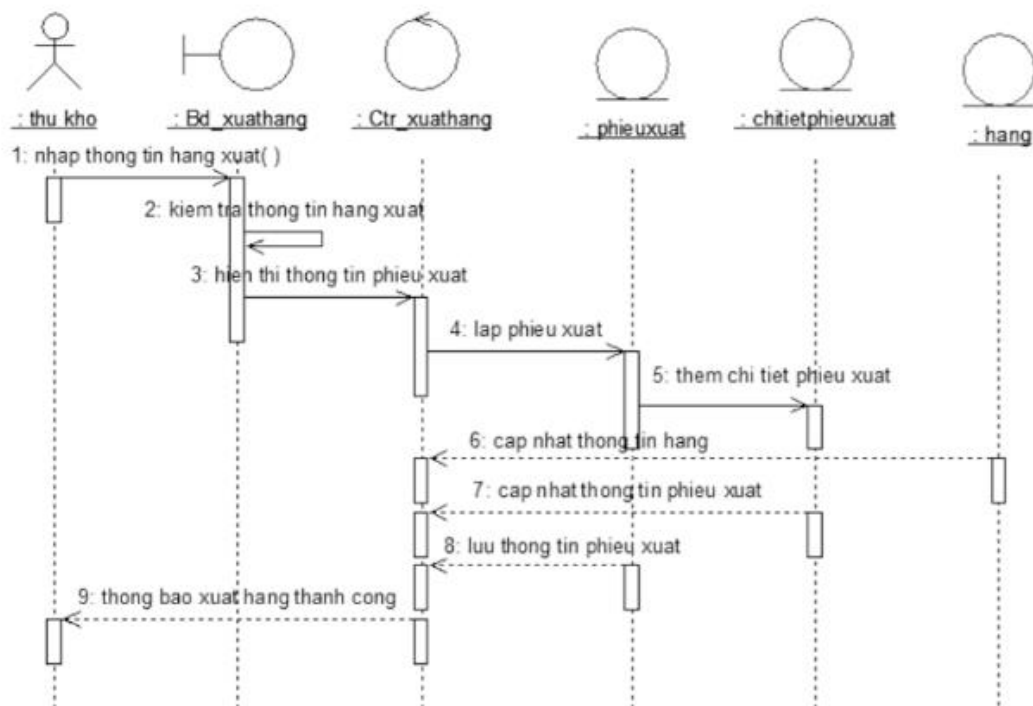 : thu kho
: Bd_xuathang
: Ctr_xuathang
: phieuxuat
: chitietphieuxuat
: hang
1: nhap thong tin hang xuat( )
2: kiem tra thong tin hang xuat
3: hien thi thong tin phieu xuat
4: lap phieu xuat
5: them chi tiet phieu xuat
6: cap nhat thong tin hang
7: cap nhat thong tin phieu xuat
8: luu thong tin phieu xuat
9: thong bao xuat hang thanh cong